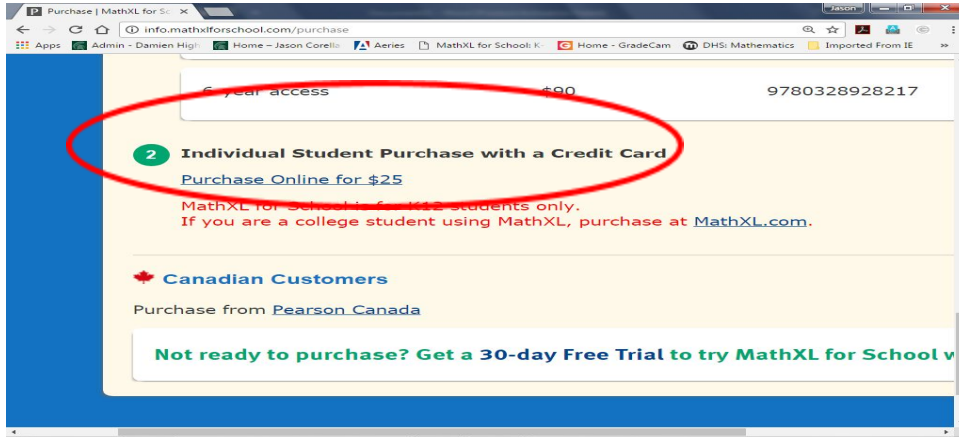 Purchase | MathXL for Sc
Jason
info.mathxlforschool.com/purchase
Apps Admin - Damien High Home – Jason Corella Aeries MathXL for School: K- Home - GradeCam DHS: Mathematics Imported From IE »
6-year access $90 9780328928217
2 Individual Student Purchase with a Credit Card
Purchase Online for $25
MathXL for School is for K12 students only.
If you are a college student using MathXL, purchase at MathXL.com.
Canadian Customers
Purchase from Pearson Canada
Not ready to purchase? Get a 30-day Free Trial to try MathXL for School w